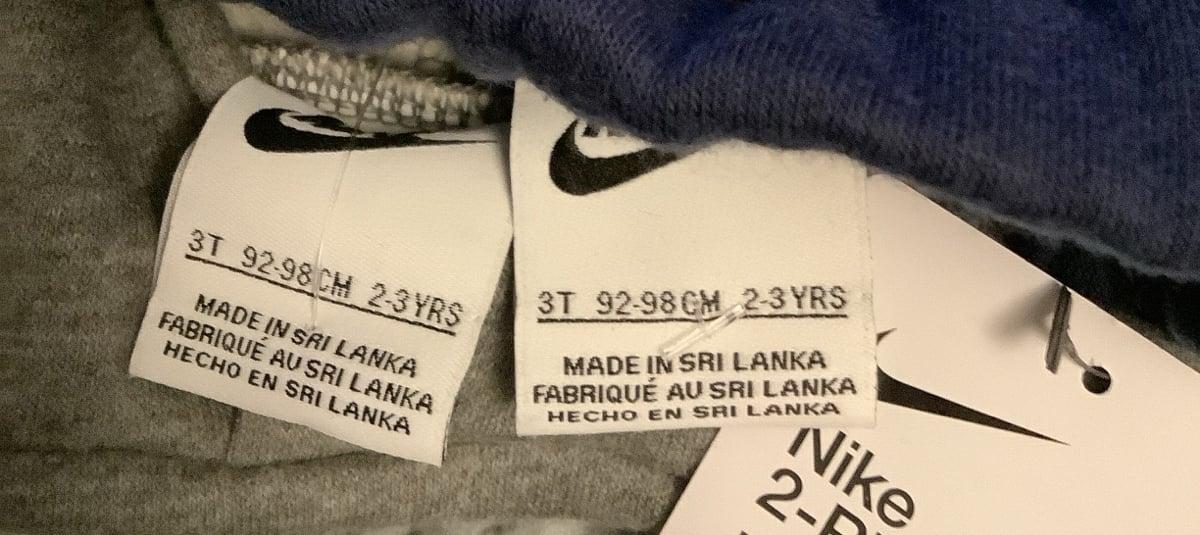 3T 92-98CM 2-3YRS
MADE IN SRI LANKA
FABRIQUÉ AU SRI LANKA
HECHO EN SRI LANKA
3T 92-98CM 2-3YRS
MADE IN SRI LANKA
FABRIQUÉ AU SRI LANKA
HECHO EN SRI LANKA
Nike